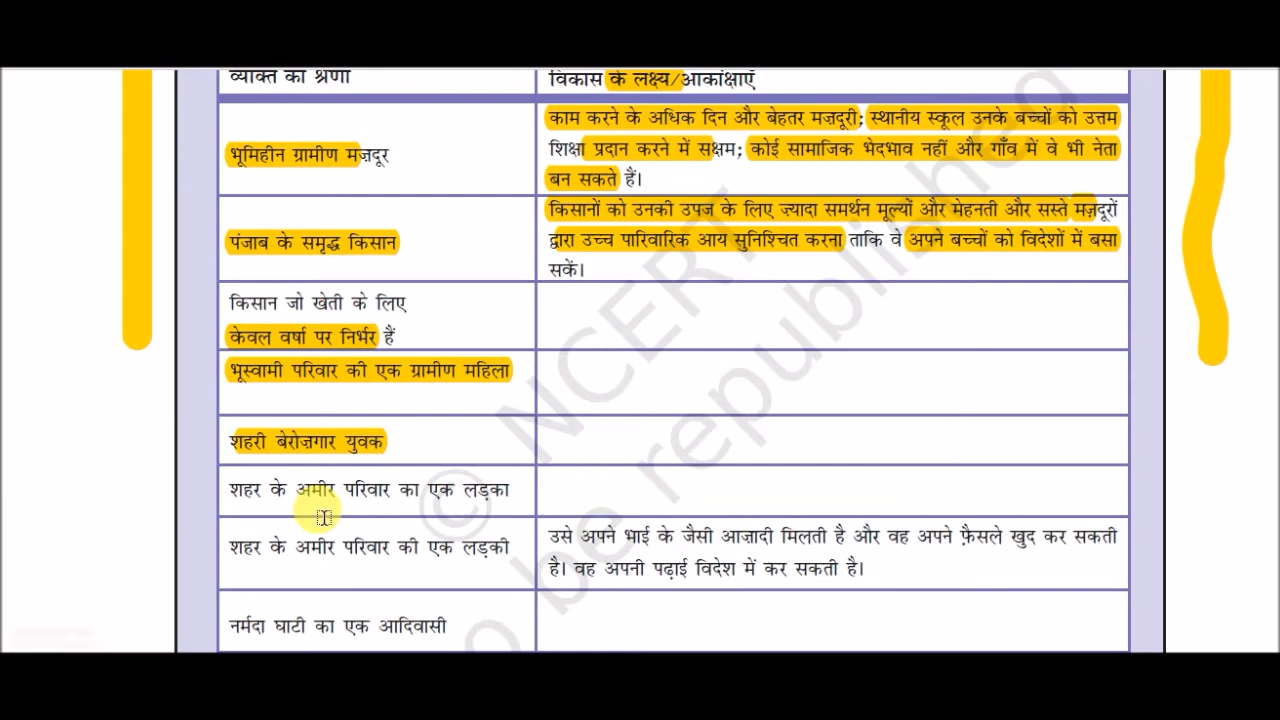 व्यक्ति की श्रेणी
विकास के लक्ष्य/आकांक्षाएँ
भूमिहीन ग्रामीण मज़दूर
काम करने के अधिक दिन और बेहतर मज़दूरी; स्थानीय स्कूल उनके बच्चों को उत्तम
शिक्षा प्रदान करने में सक्षम; कोई सामाजिक भेदभाव नहीं और गाँव में वे भी नेता
बन सकते हैं।
पंजाब के समृद्ध किसान
किसानों को उनकी उपज के लिए ज़्यादा समर्थन मूल्यों और मेहनती और सस्ते मज़दूरों
द्वारा उच्च पारिवारिक आय सुनिश्चित करना ताकि वे अपने बच्चों को विदेशों में बसा
सकें।
किसान जो खेती के लिए
केवल वर्षा पर निर्भर हैं
भूस्वामी परिवार की एक ग्रामीण महिला
शहरी बेरोज़गार युवक
शहर के अमीर परिवार का एक लड़का
शहर के अमीर परिवार की एक लड़की
उसे अपने भाई के जैसी आज़ादी मिलती है और वह अपने फ़ैसले खुद कर सकती
है। वह अपनी पढ़ाई विदेश में कर सकती है।
नर्मदा घाटी का एक आदिवासी
© NCERT
o be republished